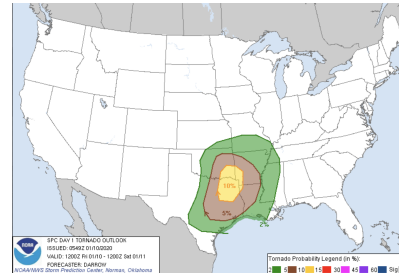 10%
5%
NOAA
SPC DAY 1 TORNADO OUTLOOK
ISSUED: 0549Z 01/10/2020
VALID: 1200Z Fri 01/10 - 1200Z Sat 01/11
FORECASTER: DARROW
NOAA/NWS Storm Prediction Center, Norman, Oklahoma
Tornado Probability Legend (in %):
2 5 10 15 30 45 60 Sig